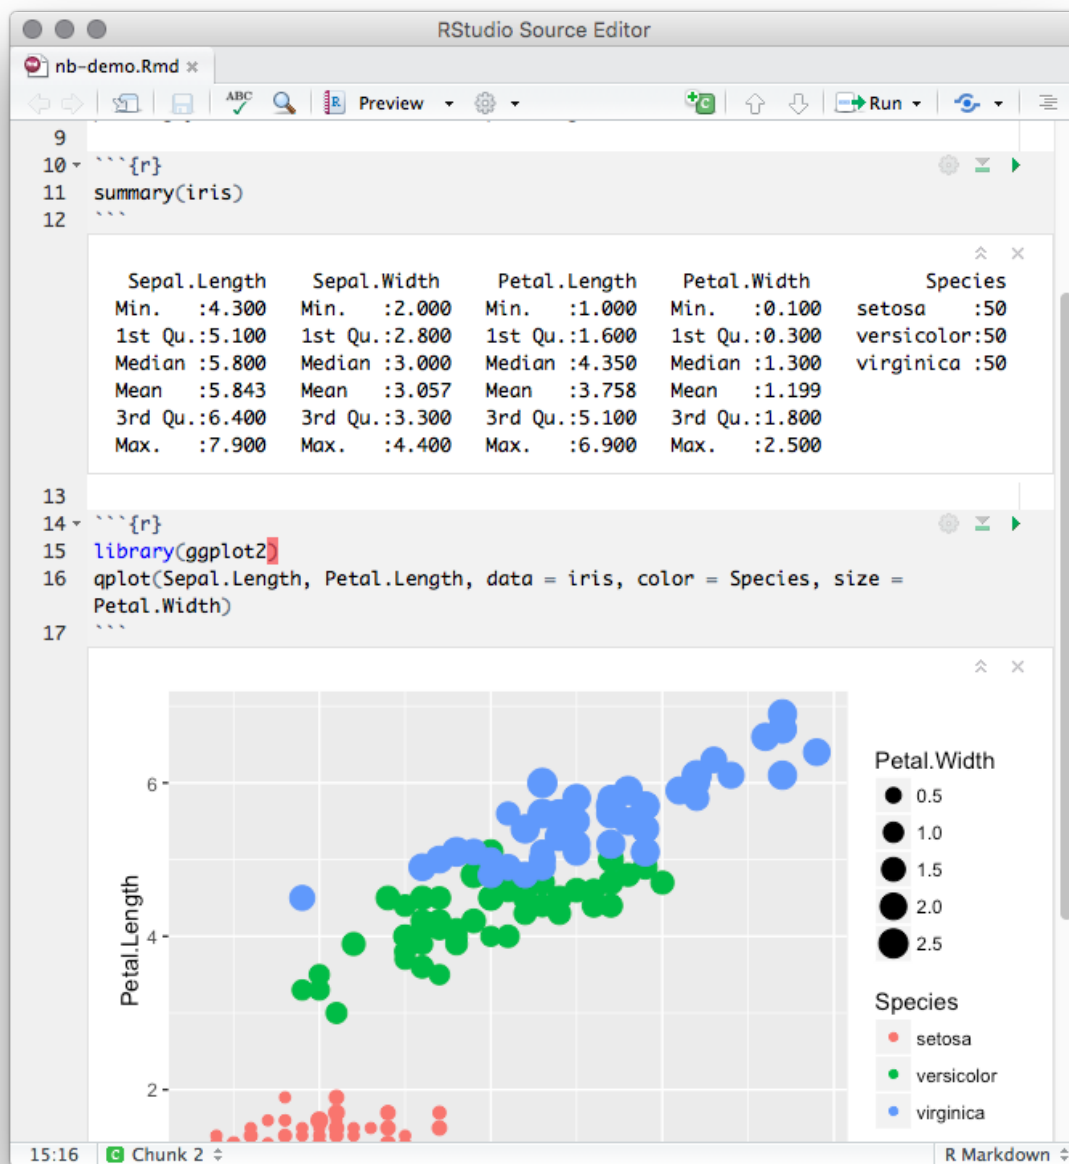 RStudio Source Editor
nb-demo.Rmd
ABC Preview Run
9
10 ```{r}
11 summary(iris)
12 ```
Sepal.Length Sepal.Width Petal.Length Petal.Width Species
Min. :4.300 Min. :2.000 Min. :1.000 Min. :0.100 setosa :50
1st Qu.:5.100 1st Qu.:2.800 1st Qu.:1.600 1st Qu.:0.300 versicolor:50
Median :5.800 Median :3.000 Median :4.350 Median :1.300 virginica :50
Mean :5.843 Mean :3.057 Mean :3.758 Mean :1.199
3rd Qu.:6.400 3rd Qu.:3.300 3rd Qu.:5.100 3rd Qu.:1.800
Max. :7.900 Max. :4.400 Max. :6.900 Max. :2.500
13
14 ```{r}
15 library(ggplot2)
16 qplot(Sepal.Length, Petal.Length, data = iris, color = Species, size =
Petal.Width)
17 ```
Petal.Length
6
4
2
Petal.Width
0.5
1.0
1.5
2.0
2.5
Species
setosa
versicolor
virginica
15:16 C Chunk 2 R Markdown